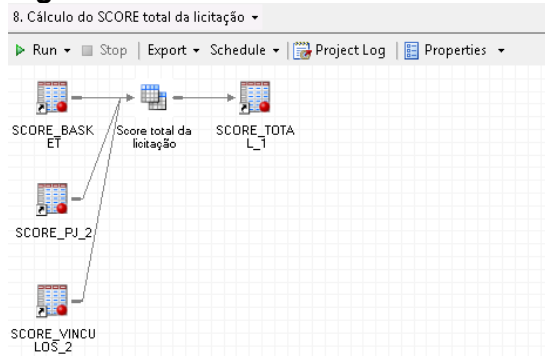 8. Cálculo do SCORE total da licitação
Run Stop Export Schedule Project Log Properties
SCORE_BASK
ET
Score total da
licitação
SCORE_TOTA
L_1
SCORE_PJ_2
SCORE_VINCU
LOS_2